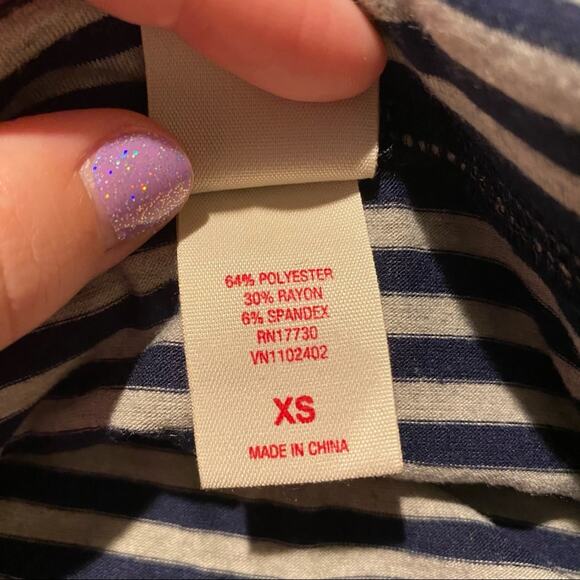 64% POLYESTER
30% RAYON
6% SPANDEX
RN17730
VN1102402
XS
MADE IN CHINA